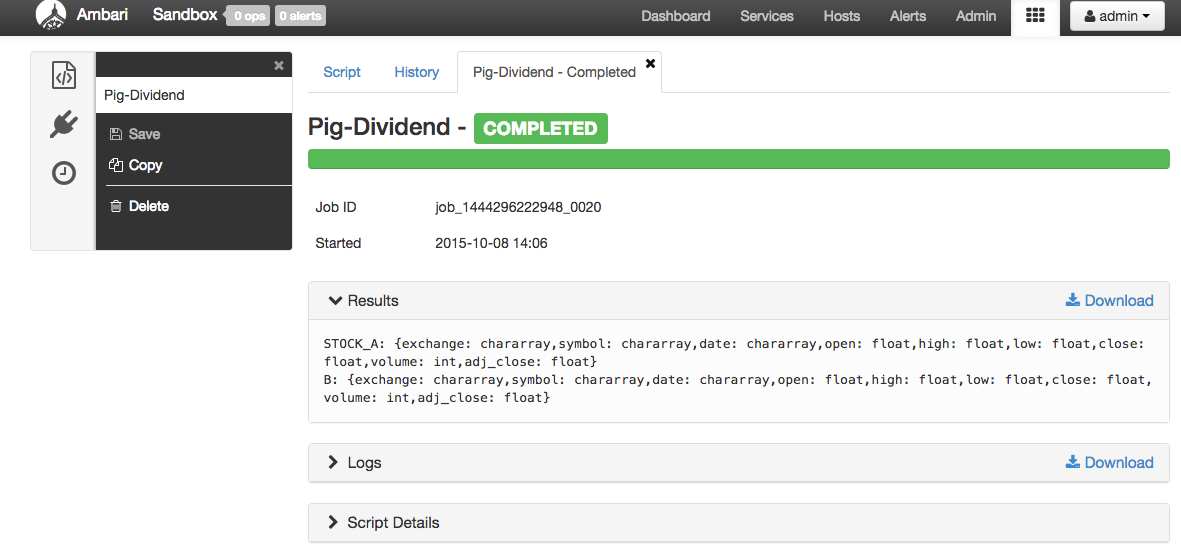 Ambari Sandbox 0 ops 0 alerts Dashboard Services Hosts Alerts Admin admin
Pig-Dividend
Save
Copy
Delete
Script History Pig-Dividend - Completed
Pig-Dividend - COMPLETED
Job ID job_1444296222948_0020
Started 2015-10-08 14:06
Results Download
STOCK_A: {exchange: chararray,symbol: chararray,date: chararray,open: float,high: float,low: float,close:
float,volume: int,adj_close: float}
B: {exchange: chararray,symbol: chararray,date: chararray,open: float,high: float,low: float,close: float,
volume: int,adj_close: float}
Logs Download
Script Details